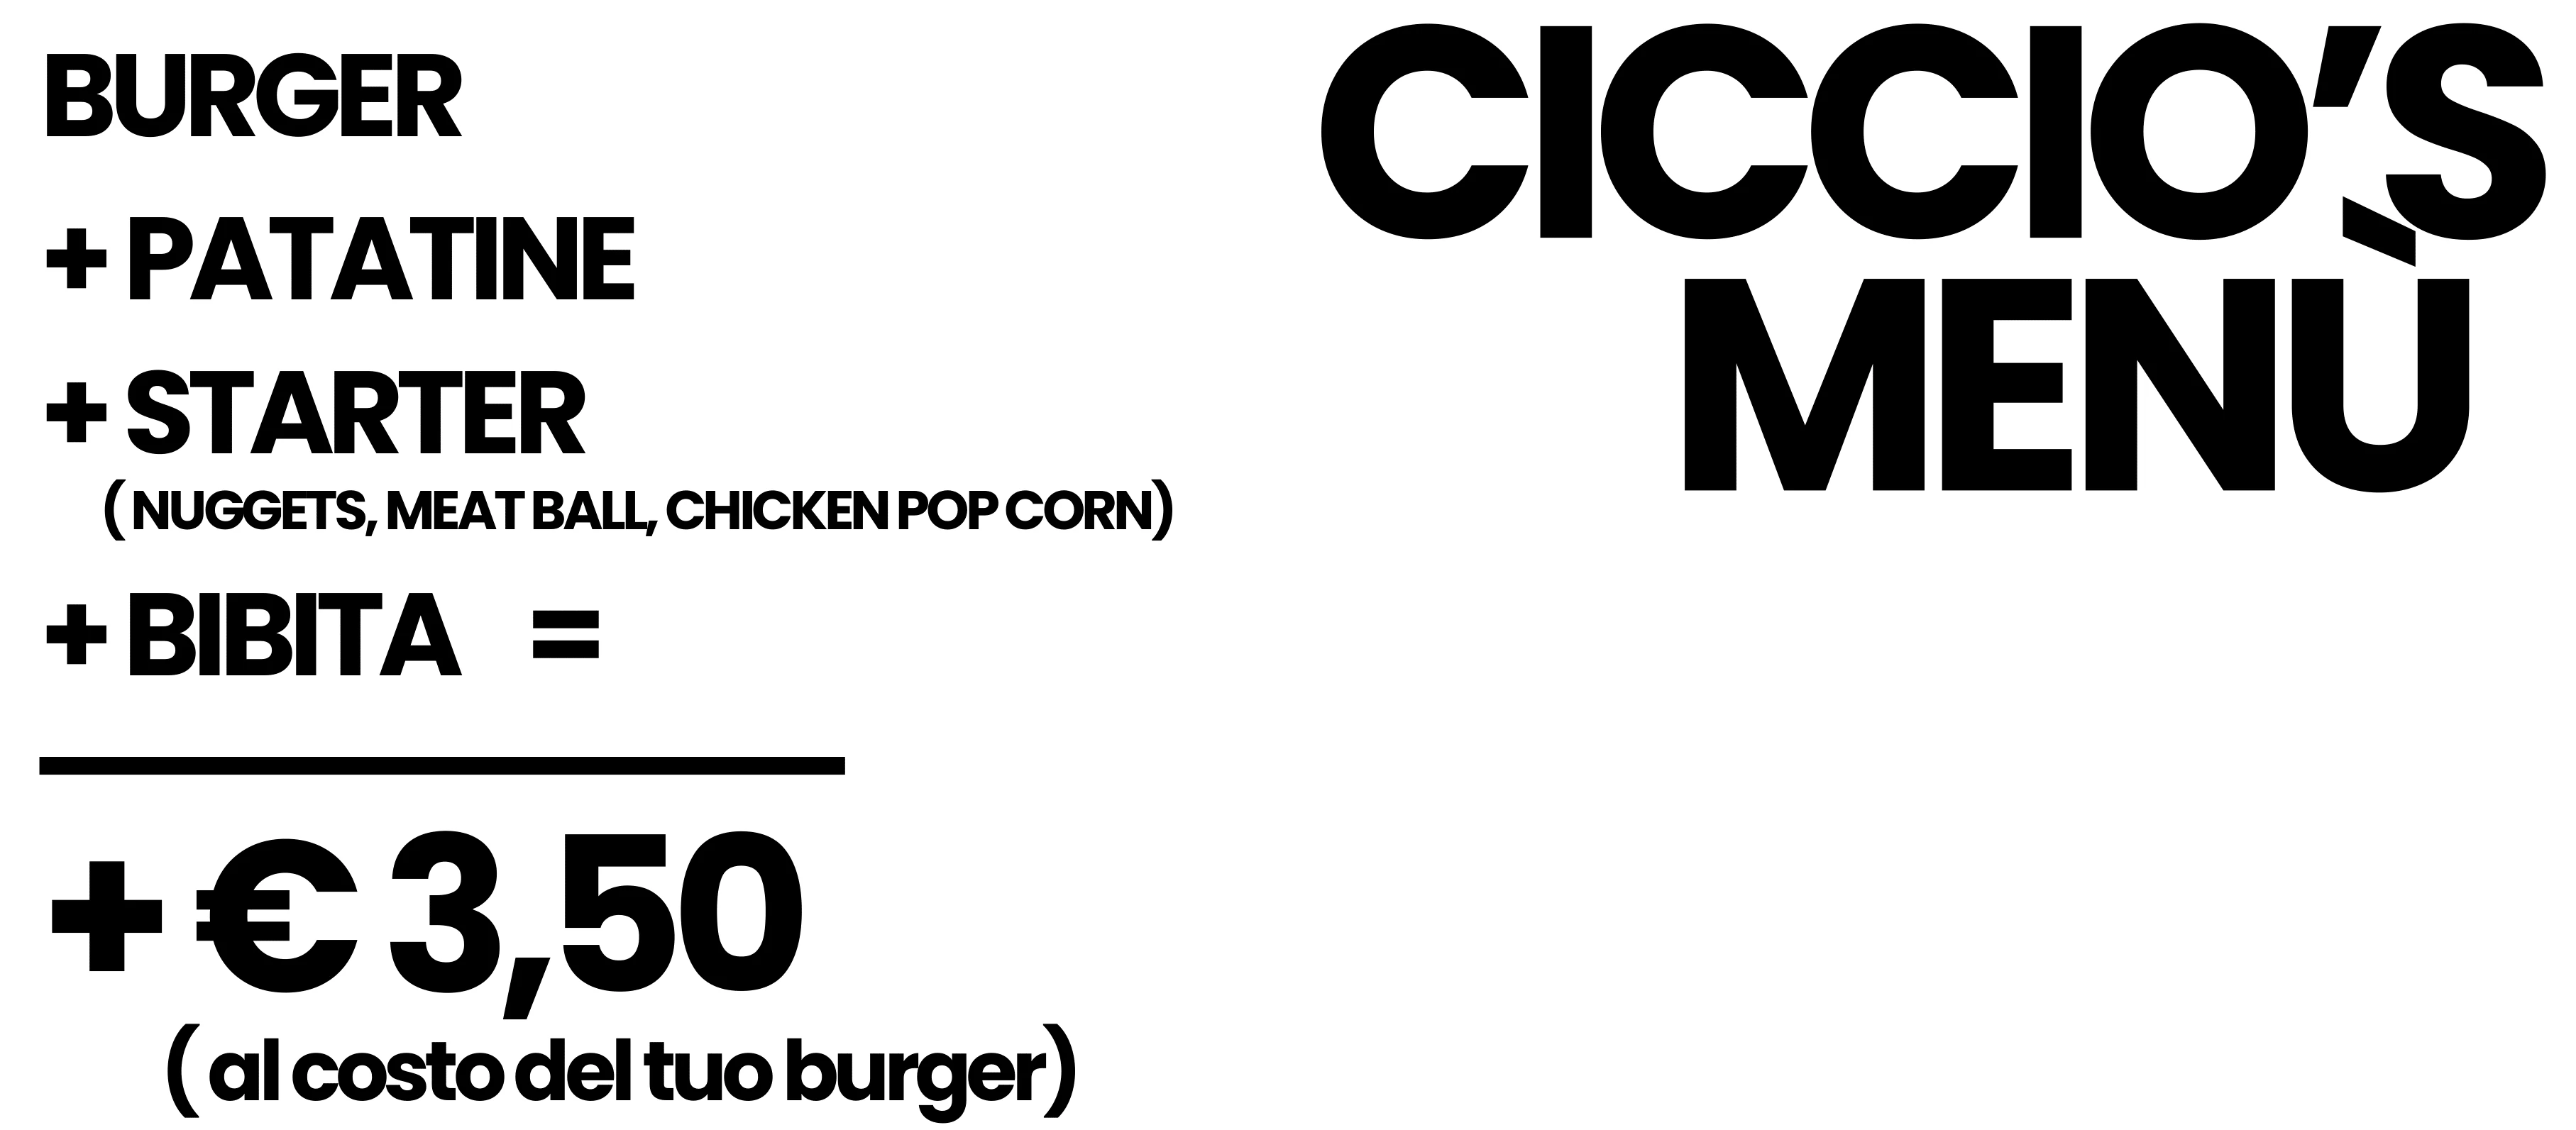 CICCIO’S
MENÙ
BURGER
+ PATATINE
+ STARTER
( NUGGETS, MEAT BALL, CHICKEN POP CORN)
+ BIBITA =
+ € 3,50
( al costo del tuo burger)